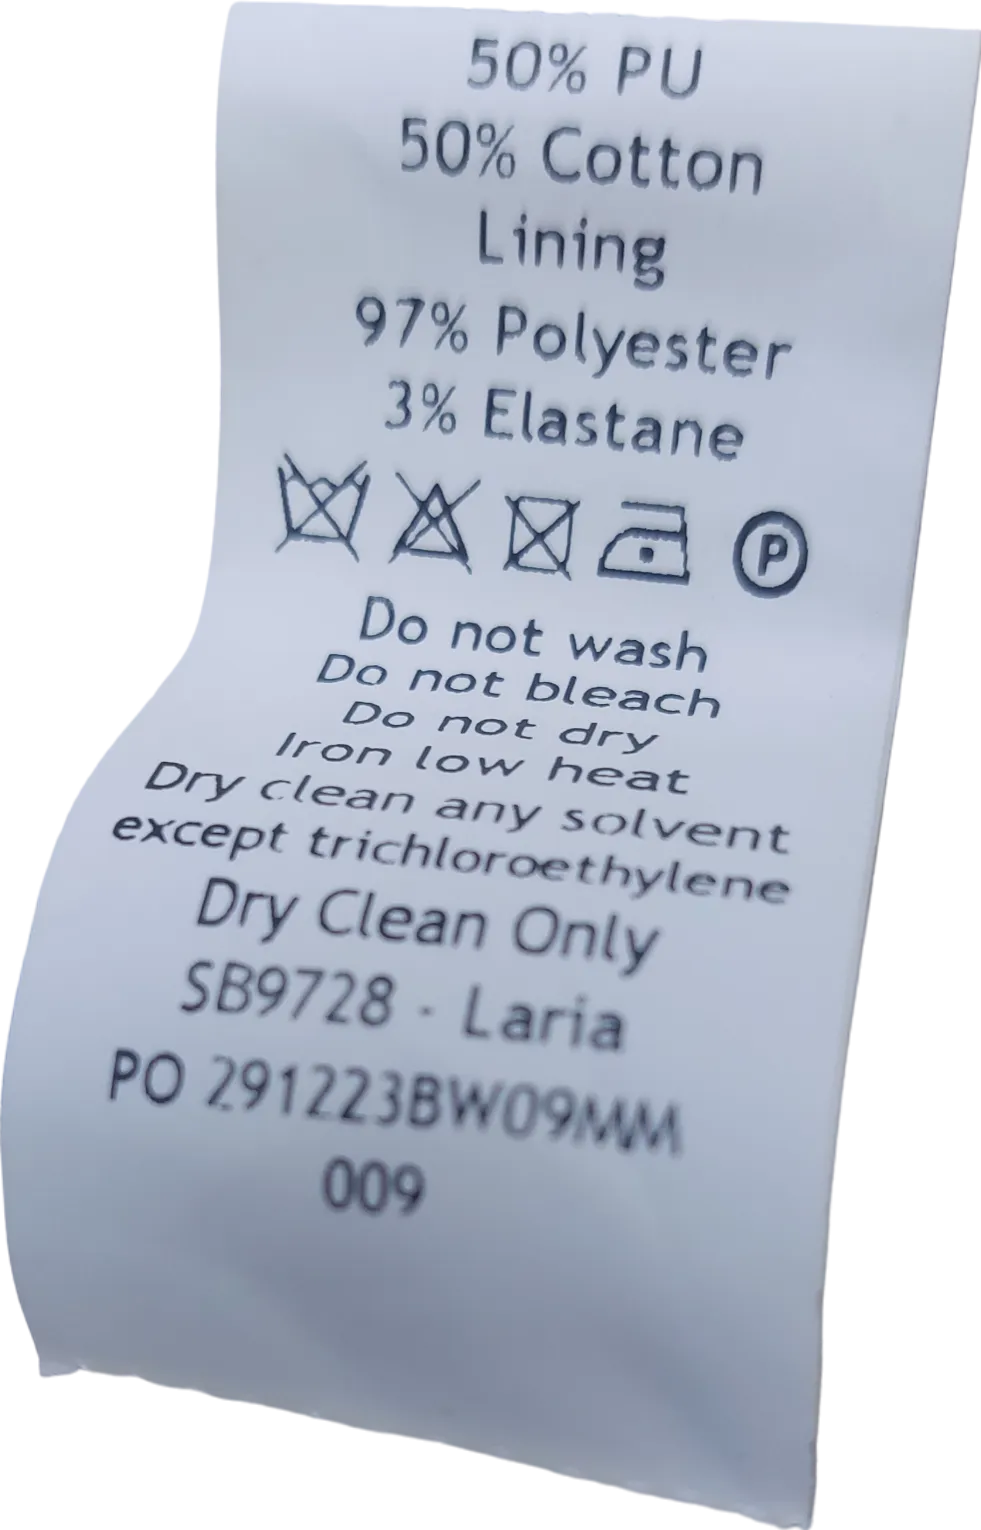 50% PU
50% Cotton
Lining
97% Polyester
3% Elastane
P
Do not wash
Do not bleach
Do not dry
Iron low heat
Dry clean any solvent
except trichloroethylene
Dry Clean Only
SB9728 - Laria
PO 291223BW09MM
009